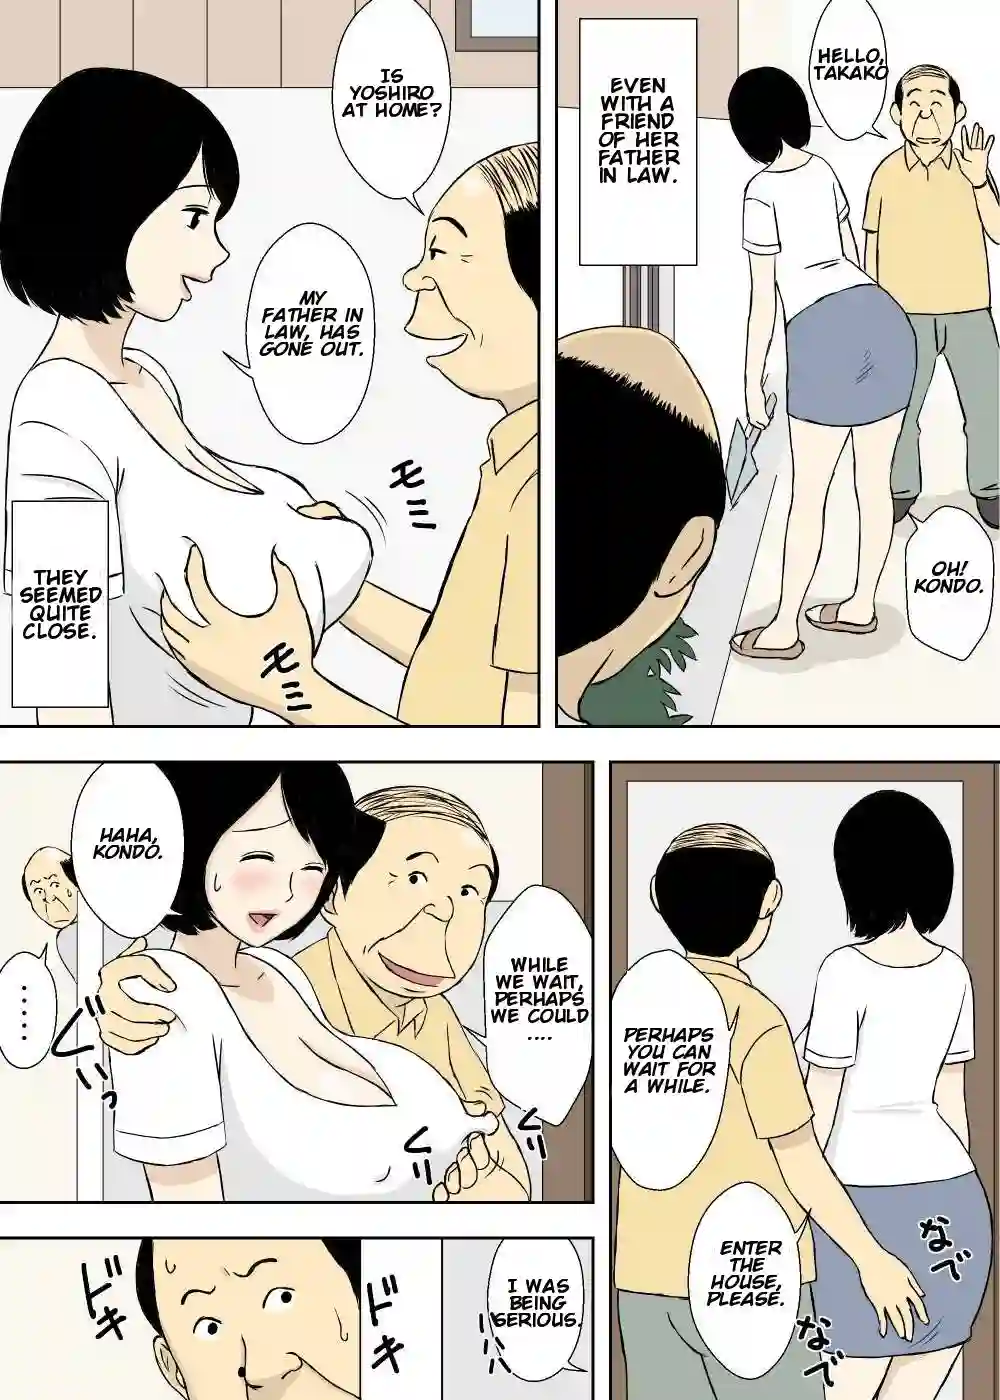 HELLO,
TAKAKO
EVEN
WITH A
FRIEND
OF HER
FATHER
IN LAW.
OH!
KONDO.
IS
YOSHIRO
AT HOME?
MY
FATHER IN
LAW, HAS
GONE OUT.
モミ
モミ
THEY
SEEMED
QUITE
CLOSE.
PERHAPS
YOU CAN
WAIT FOR
A WHILE.
ENTER
THE
HOUSE,
PLEASE.
なで
なで
HAHA,
KONDO.
WHILE
WE WAIT,
PERHAPS
WE COULD
....
.....
ぐいっ
くり
くり
I WAS
BEING
SERIOUS.
ドキ
ドキ